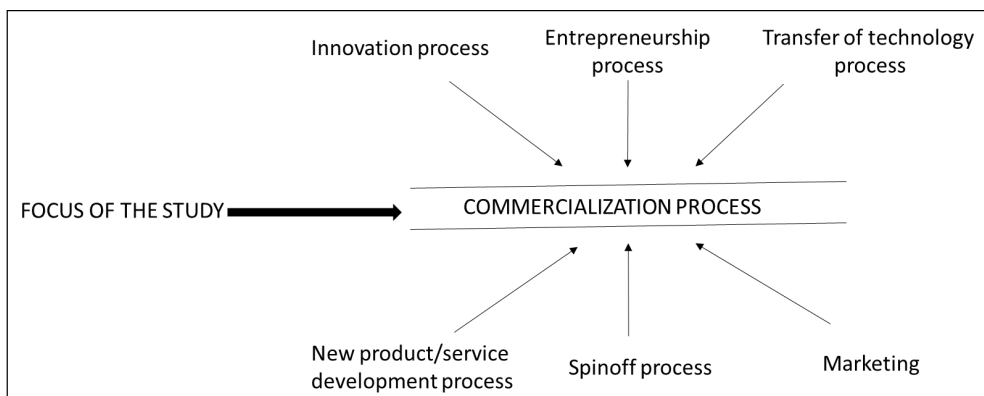 Innovation process
Entrepreneurship
process
Transfer of technology
process
FOCUS OF THE STUDY
COMMERCIALIZATION PROCESS
New product/service
development process
Spinoff process
Marketing